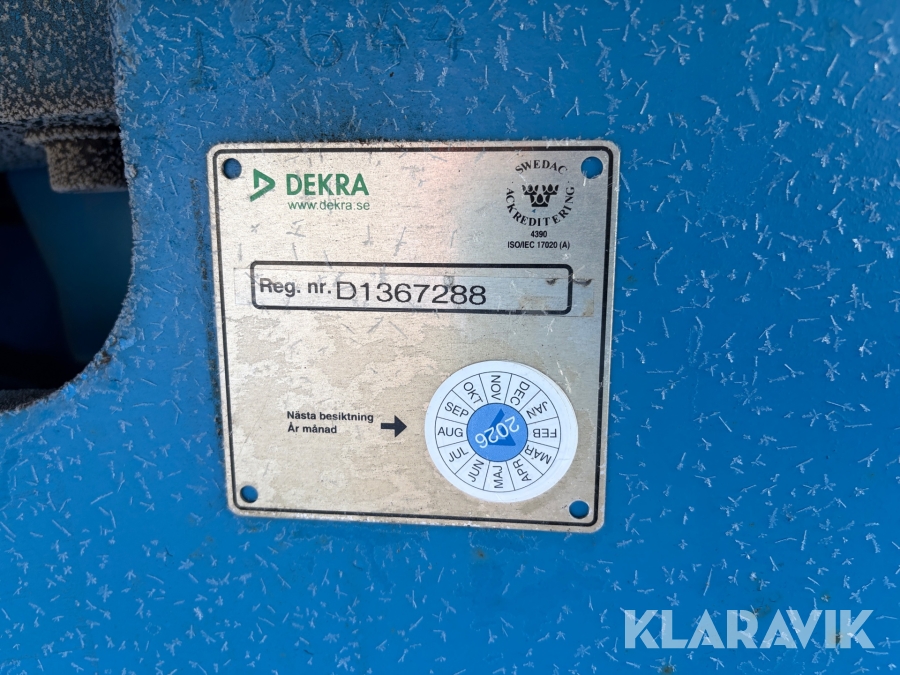 DEKRA
www.dekra.se
SWEDAC
ACKREDITERING
4390
ISO/IEC 17020 (A)
Reg. nr. D1367288
Nästa besiktning
År månad
JAN
FEB
MAR
APR
MAJ
JUN
JUL
AUG
SEP
OKT
NOV
DEC
2026
KLARAVIK